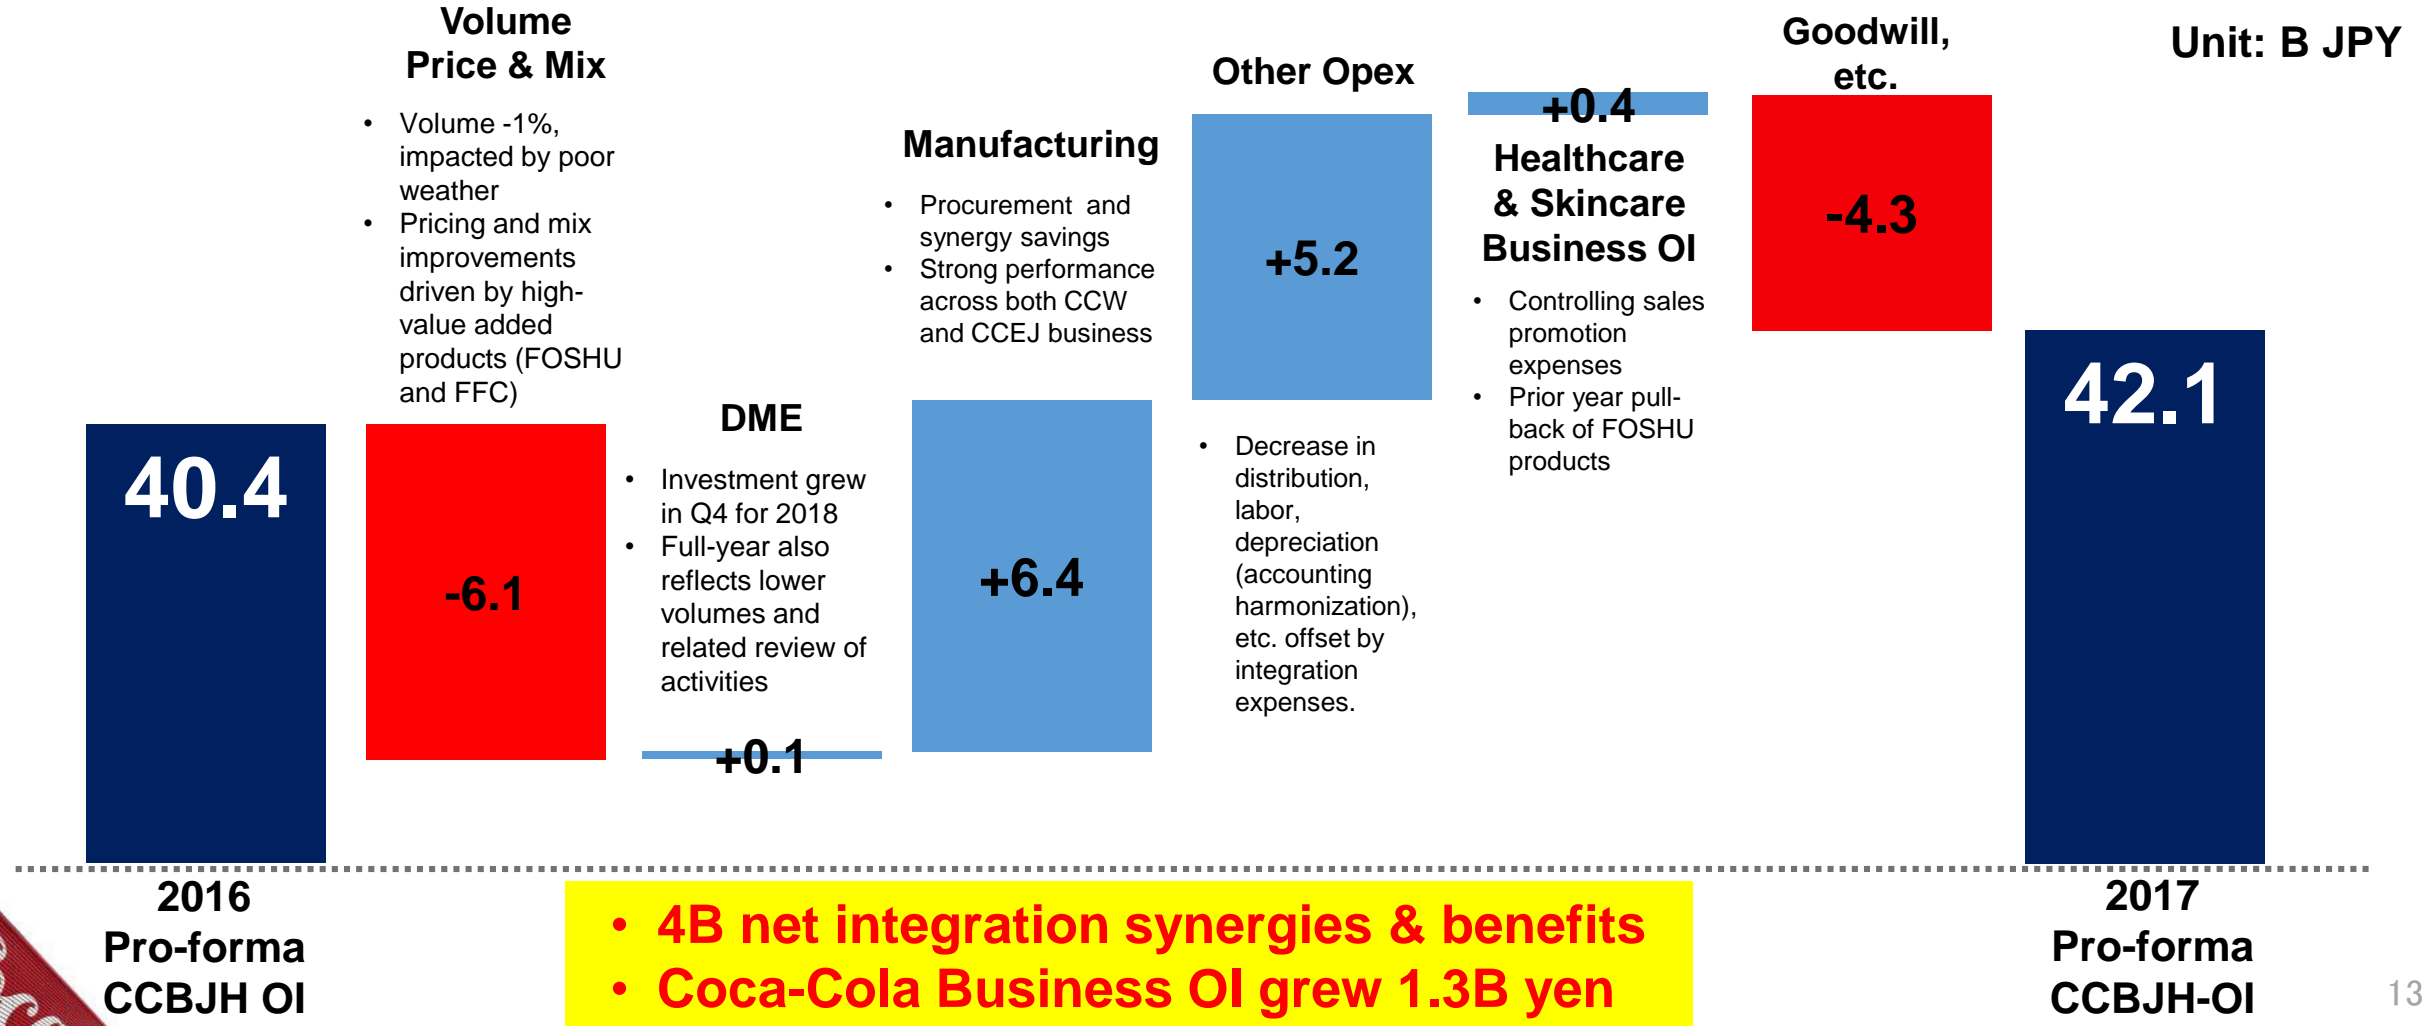 Unit: B JPY
Volume
Price & Mix
• Volume -1%,
impacted by poor
weather
• Pricing and mix
improvements
driven by high-
value added
products (FOSHU
and FFC)
DME
• Investment grew
in Q4 for 2018
• Full-year also
reflects lower
volumes and
related review of
activities
Manufacturing
• Procurement and
synergy savings
• Strong performance
across both CCW
and CCEJ business
Other Opex
+5.2
• Decrease in
distribution,
labor,
depreciation
(accounting
harmonization),
etc. offset by
integration
expenses.
+0.4
Healthcare
& Skincare
Business OI
• Controlling sales
promotion
expenses
• Prior year pull-
back of FOSHU
products
Goodwill,
etc.
-4.3
40.4
-6.1
+0.1
+6.4
42.1
2016
Pro-forma
CCBJH OI
• 4B net integration synergies & benefits
• Coca-Cola Business OI grew 1.3B yen
2017
Pro-forma
CCBJH-OI
13